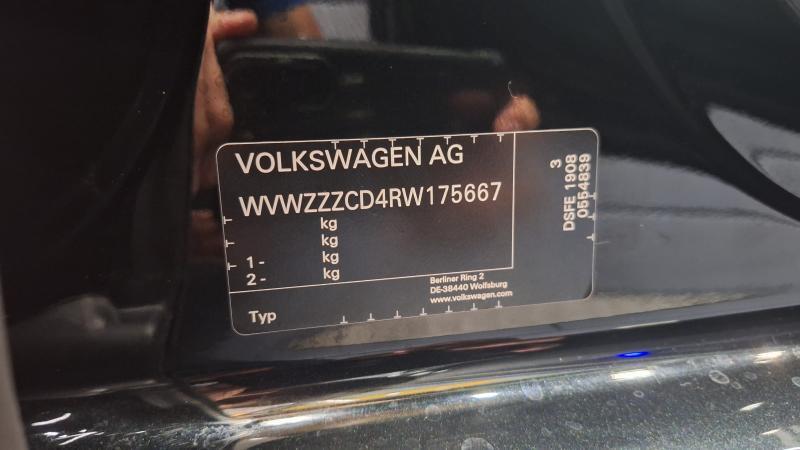 VOLKSWAGEN AG
WVWZZZCD4RW175667
kg
kg
1 - kg
2 - kg
Berliner Ring 2
DE-38440 Wolfsburg
www.volkswagen.com
Typ
3
DSFE 1908
0554839